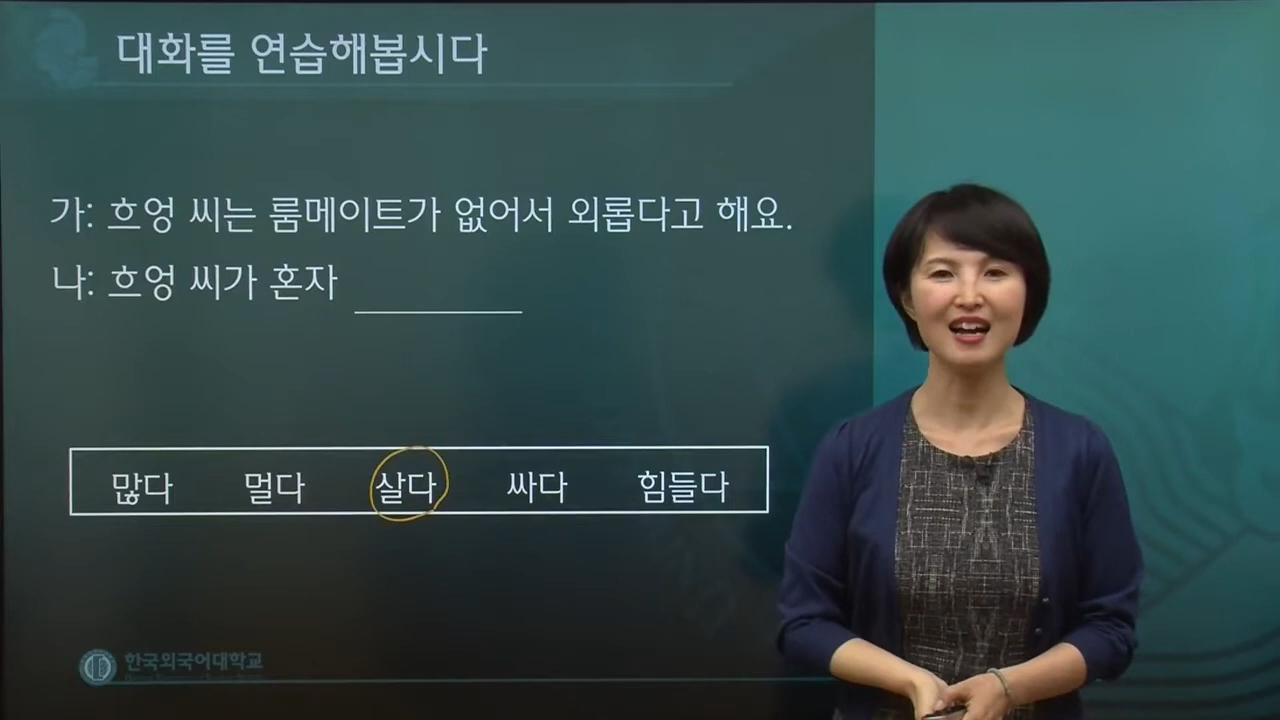 대화를 연습해봅시다
가: 흐엉 씨는 룸메이트가 없어서 외롭다고 해요.
나: 흐엉 씨가 혼자 ____________
많다 멀다 살다 싸다 힘들다
한국외국어대학교